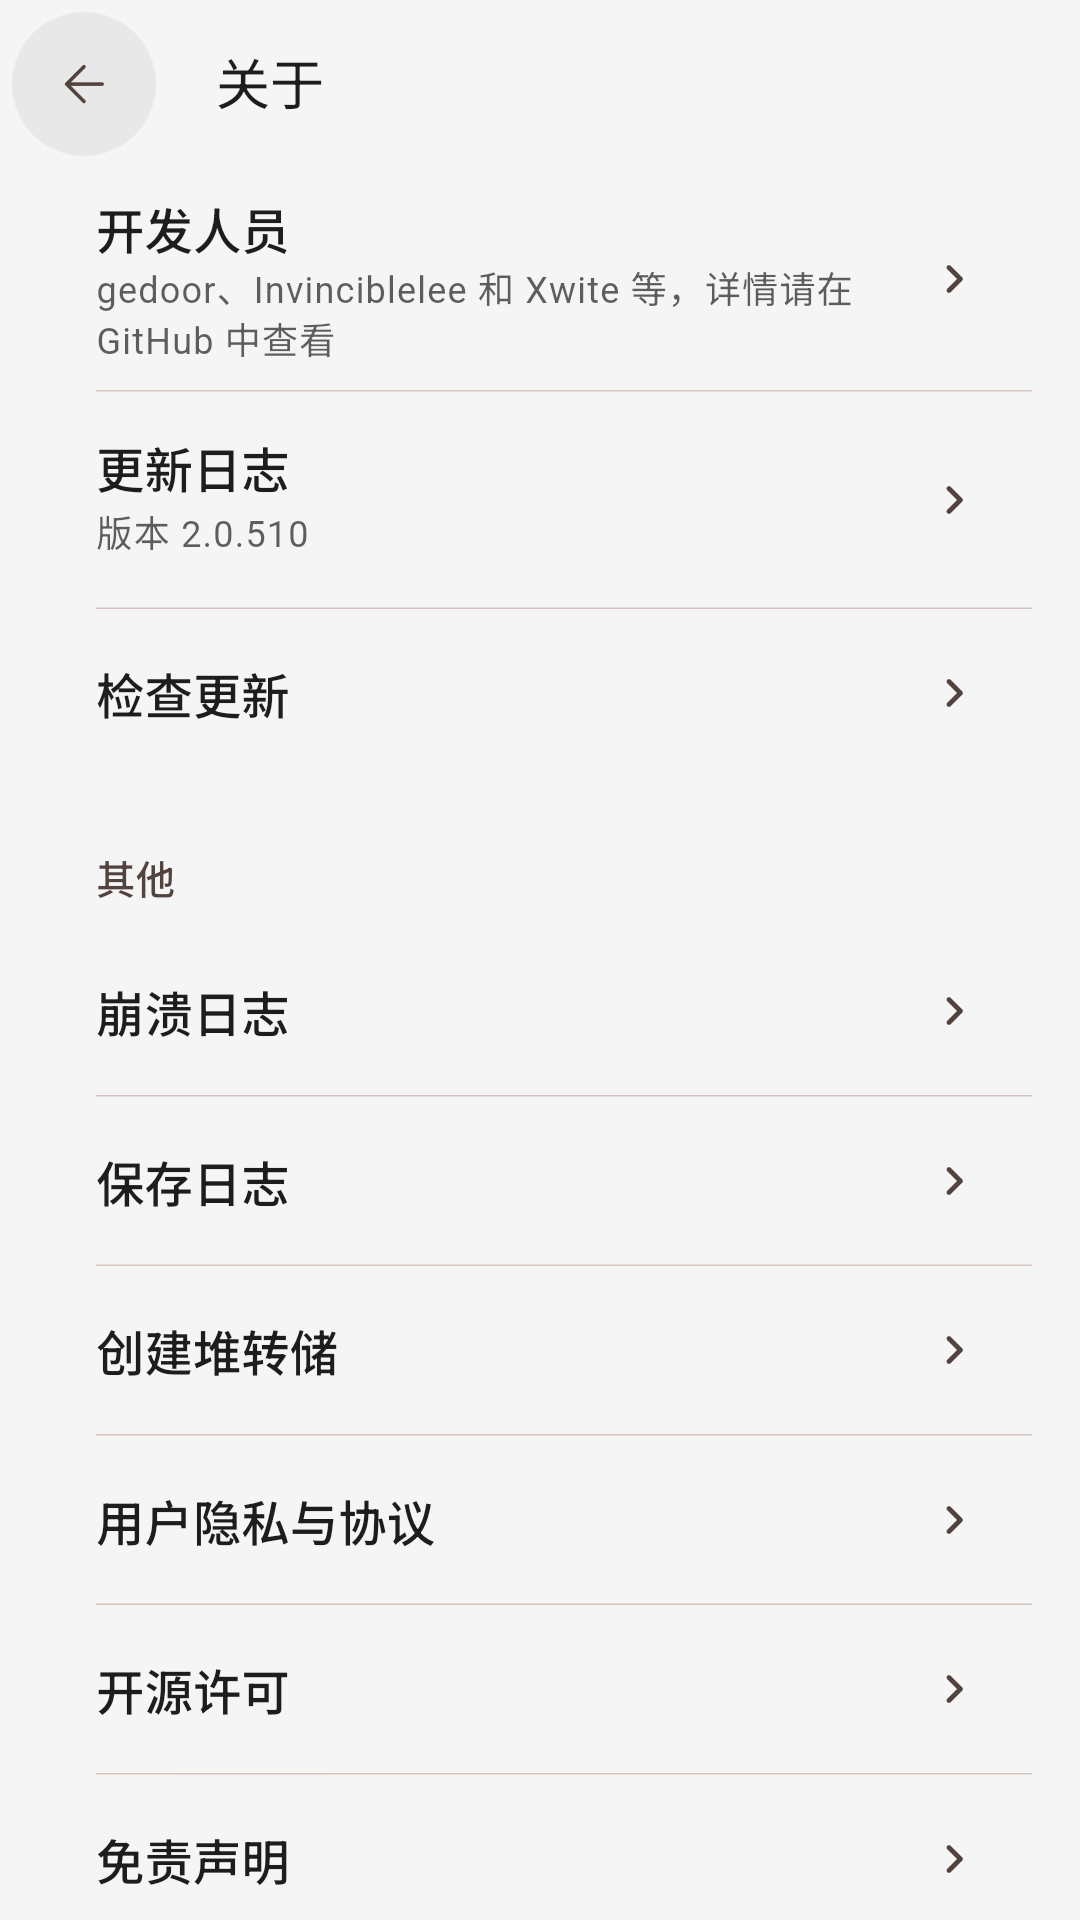 关于
开发人员
gedoor、Invinciblelee 和 Xwite 等，详情请在
GitHub 中查看
更新日志
版本 2.0.510
检查更新
其他
崩溃日志
保存日志
创建堆转储
用户隐私与协议
开源许可
免责声明